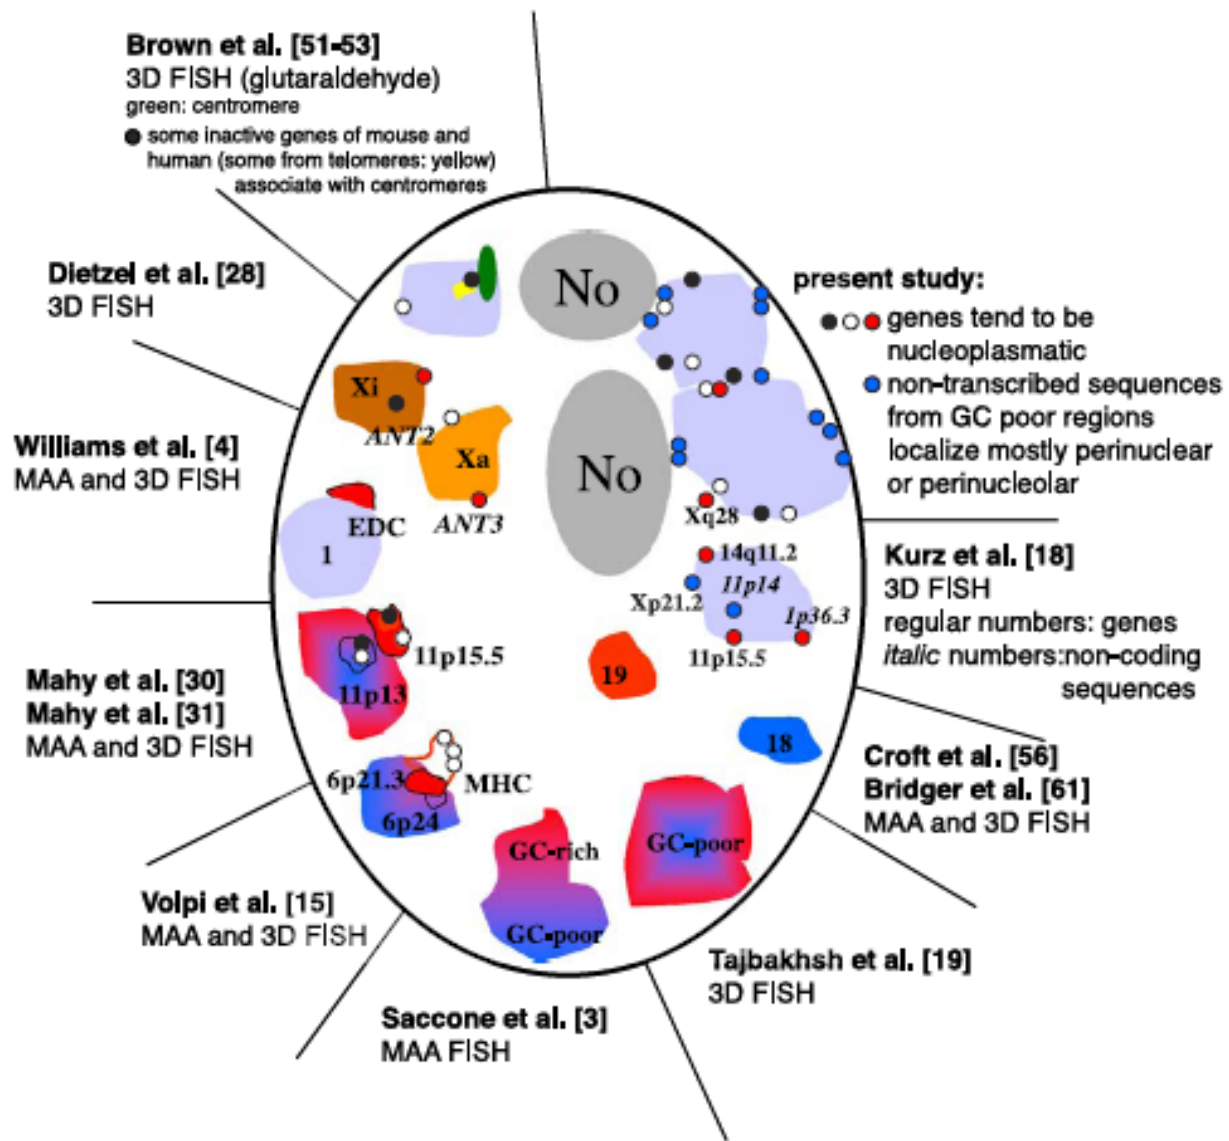 Brown et al. [51-53]
3D FISH (glutaraldehyde)
green: centromere
some inactive genes of mouse and
human (some from telomeres: yellow)
associate with centromeres
Dietzel et al. [28]
3D FISH
Williams et al. [4]
MAA and 3D FISH
Mahy et al. [30]
Mahy et al. [31]
MAA and 3D FISH
Volpi et al. [15]
MAA and 3D FISH
Saccone et al. [3]
MAA FISH
Tajbakhsh et al. [19]
3D FISH
Croft et al. [56]
Bridger et al. [61]
MAA and 3D FISH
Kurz et al. [18]
3D FISH
regular numbers: genes
italic numbers:non-coding
sequences
present study:
genes tend to be
nucleoplasmatic
non-transcribed sequences
from GC poor regions
localize mostly perinuclear
or perinucleolar
No
No
Xi
ANT2
Xa
ANT3
EDC
1
11p15.5
11p13
6p21.3
MHC
6p24
GC-rich
GC-poor
GC-poor
18
19
Xq28
14q11.2
11p14
Xp21.2
1p36.3
11p15.5